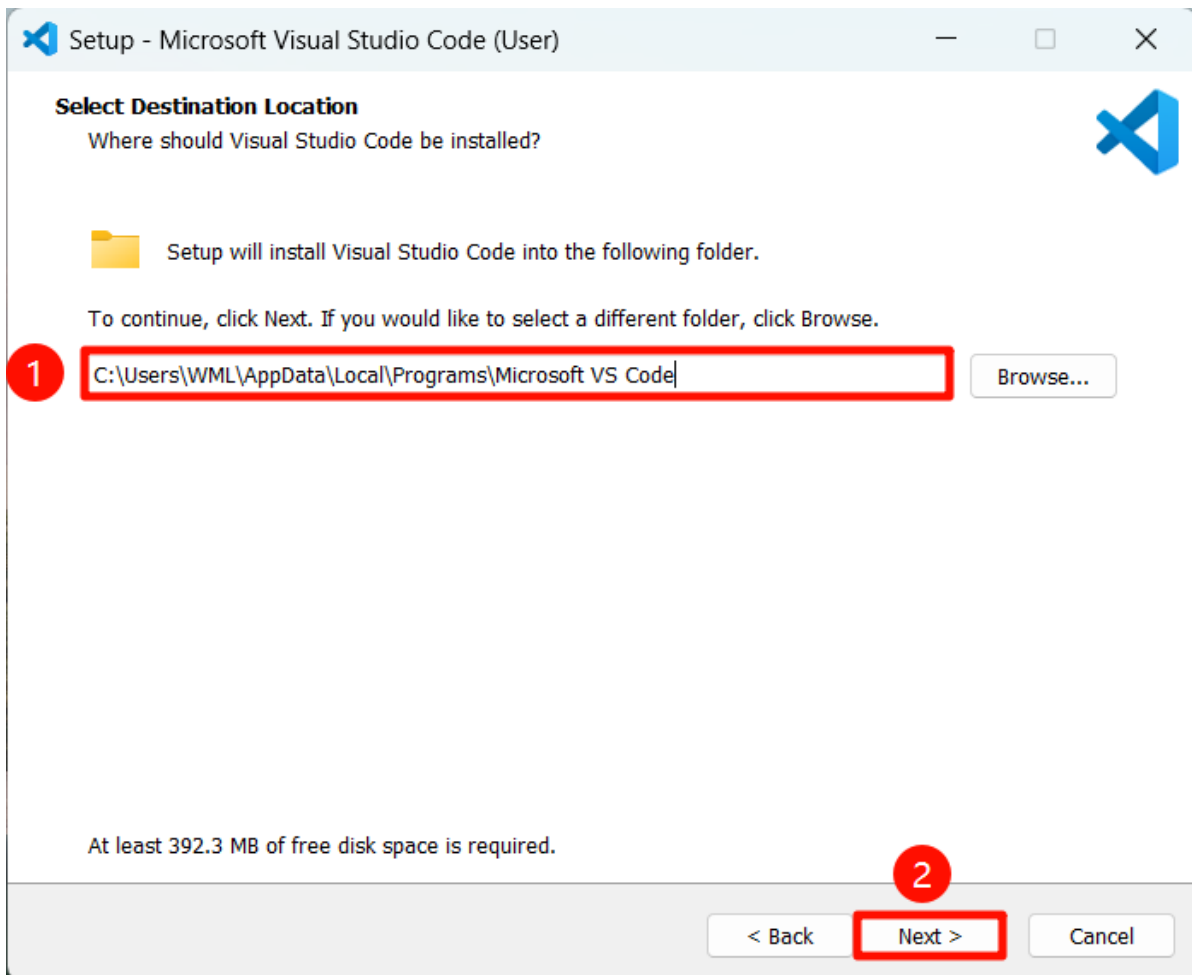 Setup - Microsoft Visual Studio Code (User)
Select Destination Location
Where should Visual Studio Code be installed?
Setup will install Visual Studio Code into the following folder.
To continue, click Next. If you would like to select a different folder, click Browse.
1 C:\Users\WML\AppData\Local\Programs\Microsoft VS Code Browse...
At least 392.3 MB of free disk space is required.
2
< Back Next > Cancel